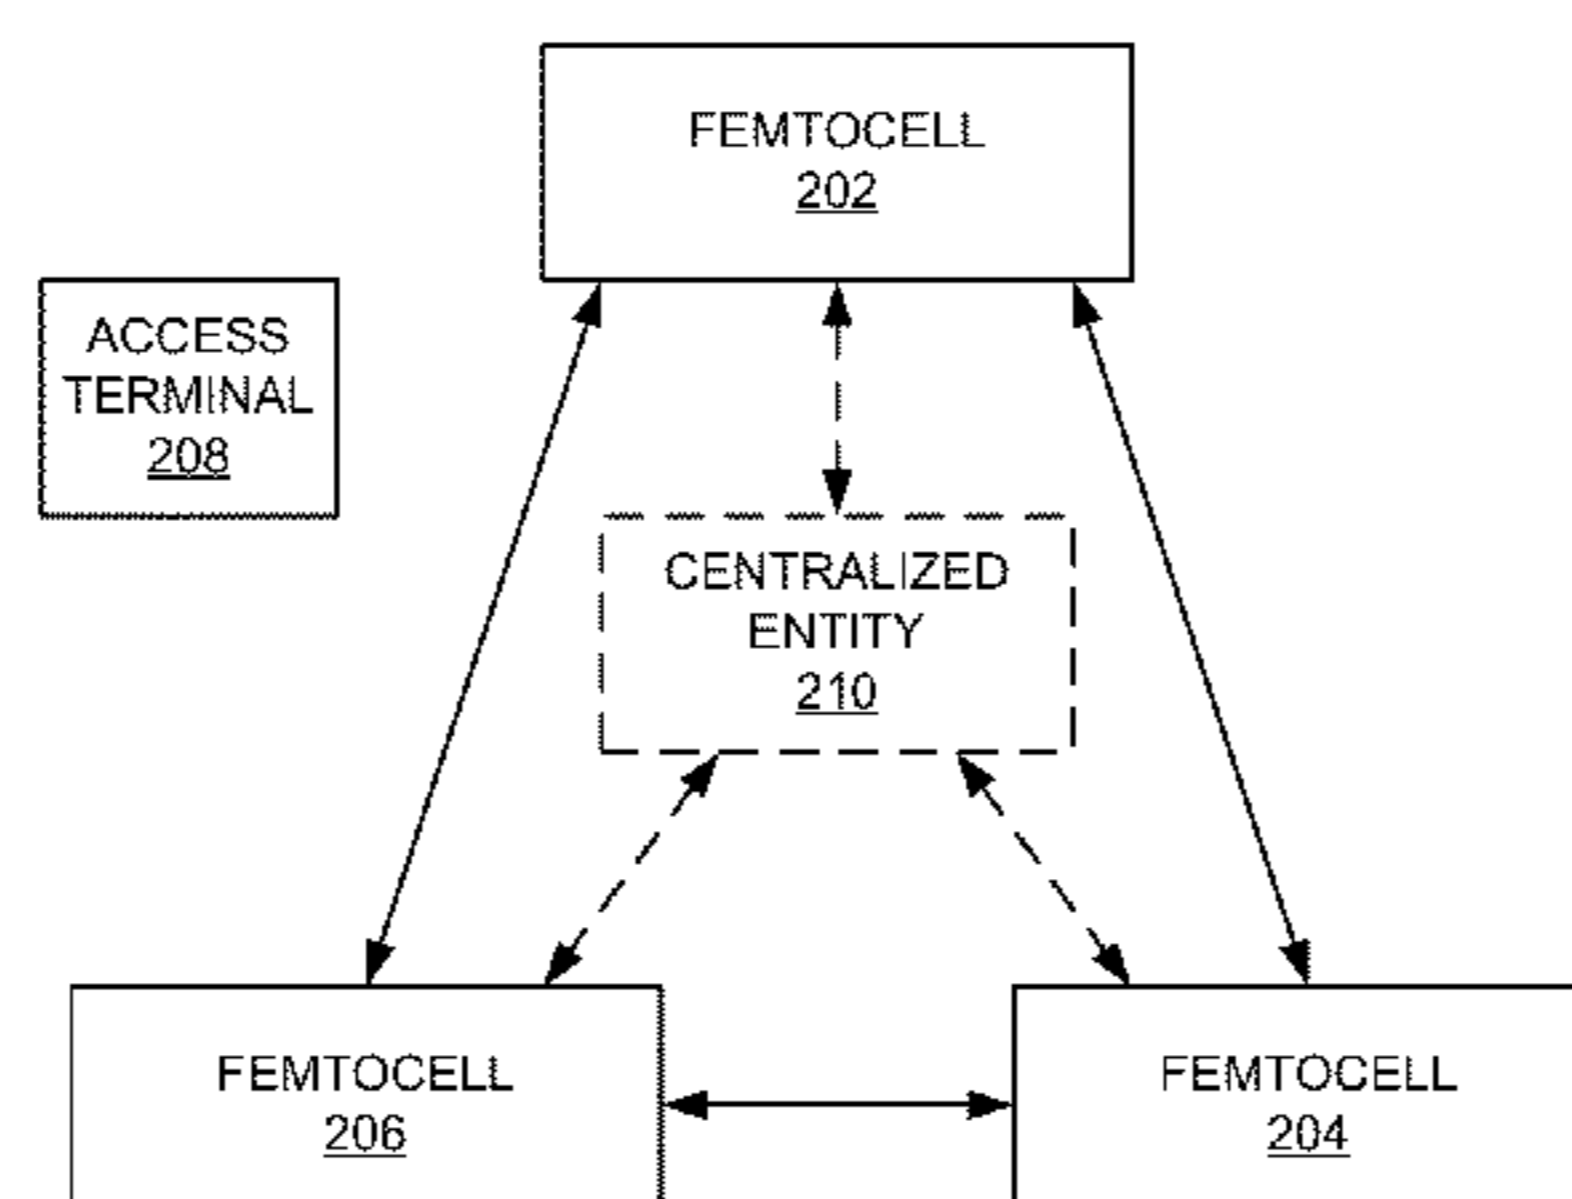 FEMTOCELL
202
ACCESS
TERMINAL
208
CENTRALIZED
ENTITY
210
FEMTOCELL
206
FEMTOCELL
204